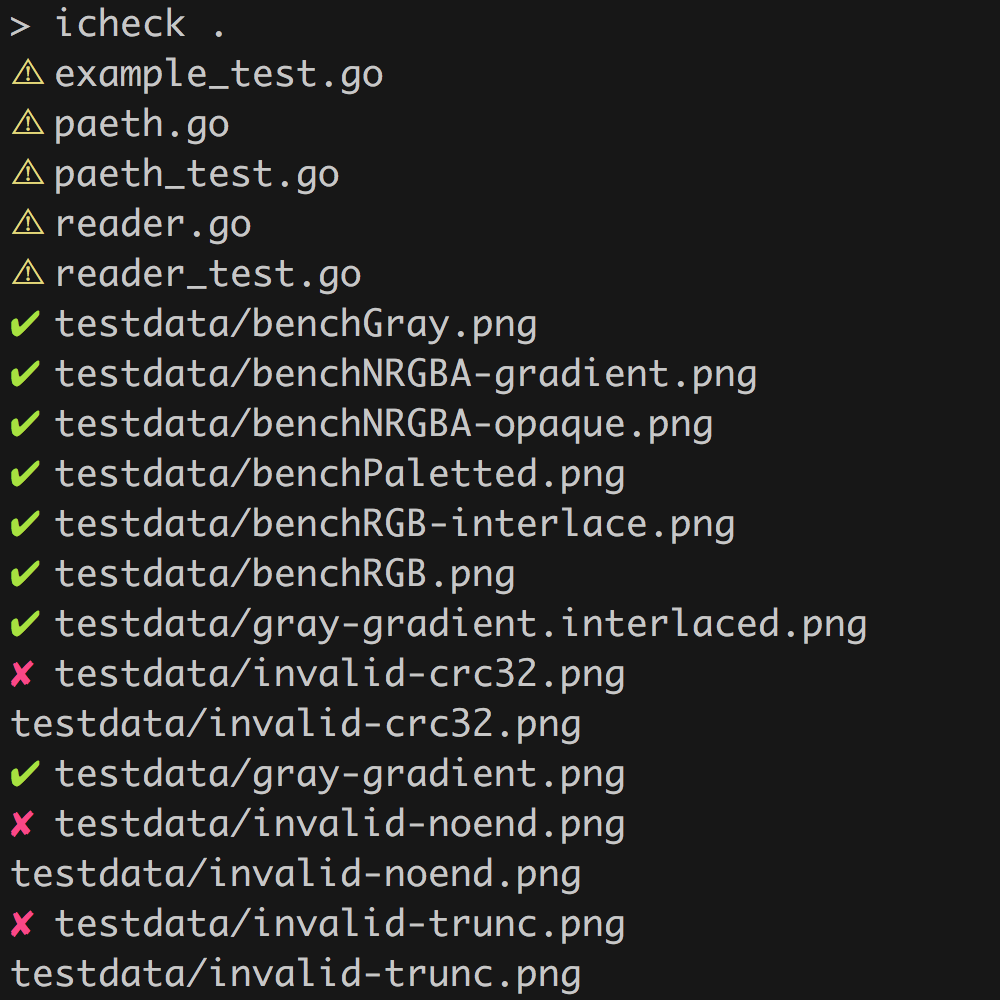 > icheck .
⚠ example_test.go
⚠ paeth.go
⚠ paeth_test.go
⚠ reader.go
⚠ reader_test.go
✔ testdata/benchGray.png
✔ testdata/benchNRGBA-gradient.png
✔ testdata/benchNRGBA-opaque.png
✔ testdata/benchPaletted.png
✔ testdata/benchRGB-interlace.png
✔ testdata/benchRGB.png
✔ testdata/gray-gradient.interlaced.png
✘ testdata/invalid-crc32.png
testdata/invalid-crc32.png
✔ testdata/gray-gradient.png
✘ testdata/invalid-noend.png
testdata/invalid-noend.png
✘ testdata/invalid-trunc.png
testdata/invalid-trunc.png